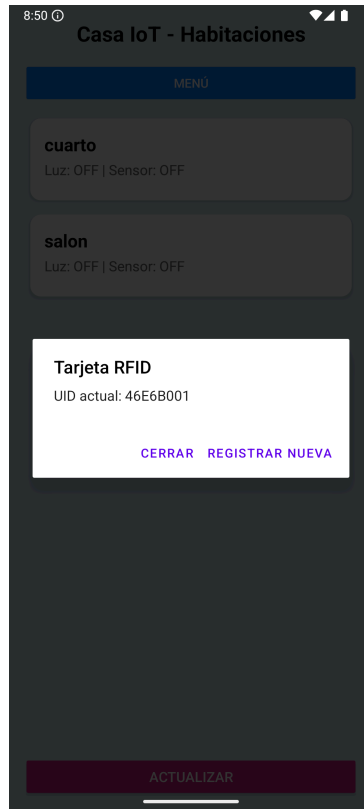 8:50
Casa IoT - Habitaciones
MENÚ
cuarto
Luz: OFF | Sensor: OFF
salon
Luz: OFF | Sensor: OFF
Tarjeta RFID
UID actual: 46E6B001
CERRAR REGISTRAR NUEVA
ACTUALIZAR